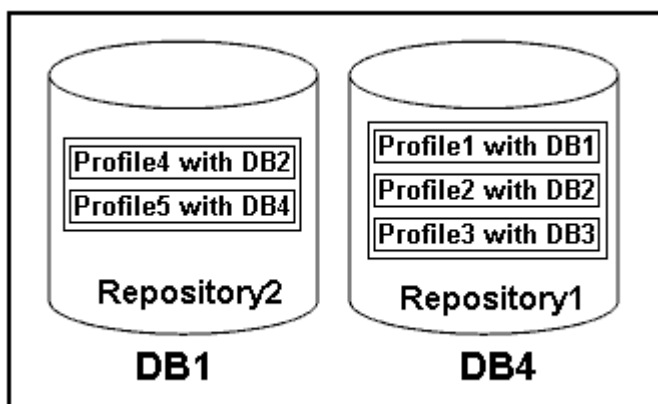 Profile4 with DB2
Profile5 with DB4
Repository2
DB1
Profile1 with DB1
Profile2 with DB2
Profile3 with DB3
Repository1
DB4